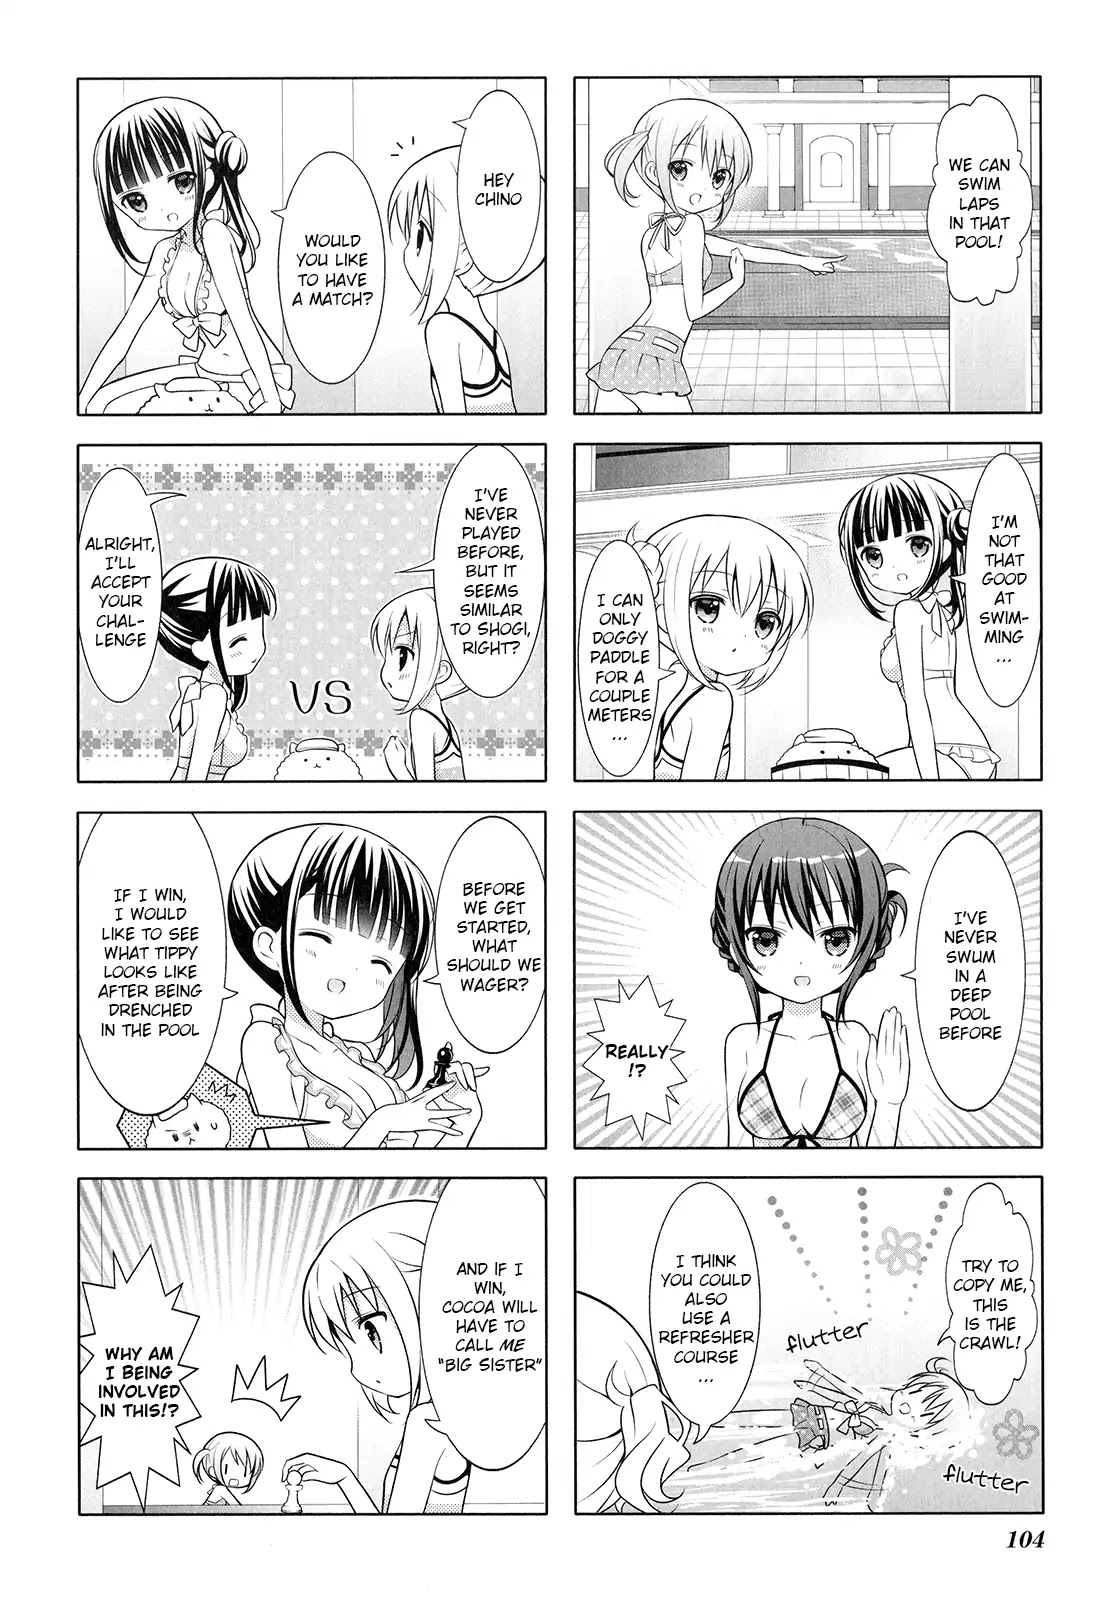 WE CAN
SWIM
LAPS
IN THAT
POOL!
I'M
NOT
THAT
GOOD
AT
SWIM-
MING
...
I CAN
ONLY
DOGGY
PADDLE
FOR A
COUPLE
METERS
...
I'VE
NEVER
SWUM
IN A
DEEP
POOL
BEFORE
REALLY
!?
TRY TO
COPY ME,
THIS
IS THE
CRAWL!
flutter
flutter
I THINK
YOU COULD
ALSO
USE A
REFRESHER
COURSE
...
HEY
CHINO
WOULD
YOU LIKE
TO HAVE
A MATCH?
I'VE
NEVER
PLAYED
BEFORE,
BUT IT
SEEMS
SIMILAR
TO SHOGI,
RIGHT?
VS
ALRIGHT,
I'LL
ACCEPT
YOUR
CHAL-
LENGE
BEFORE
WE GET
STARTED,
WHAT
SHOULD WE
WAGER?
IF I WIN,
I WOULD
LIKE TO SEE
WHAT TIPPY
LOOKS LIKE
AFTER BEING
DRENCHED
IN THE POOL
AND IF I
WIN,
COCOA WILL
HAVE TO
CALL ME
"BIG SISTER"
WHY AM
I BEING
INVOLVED
IN THIS!?
104